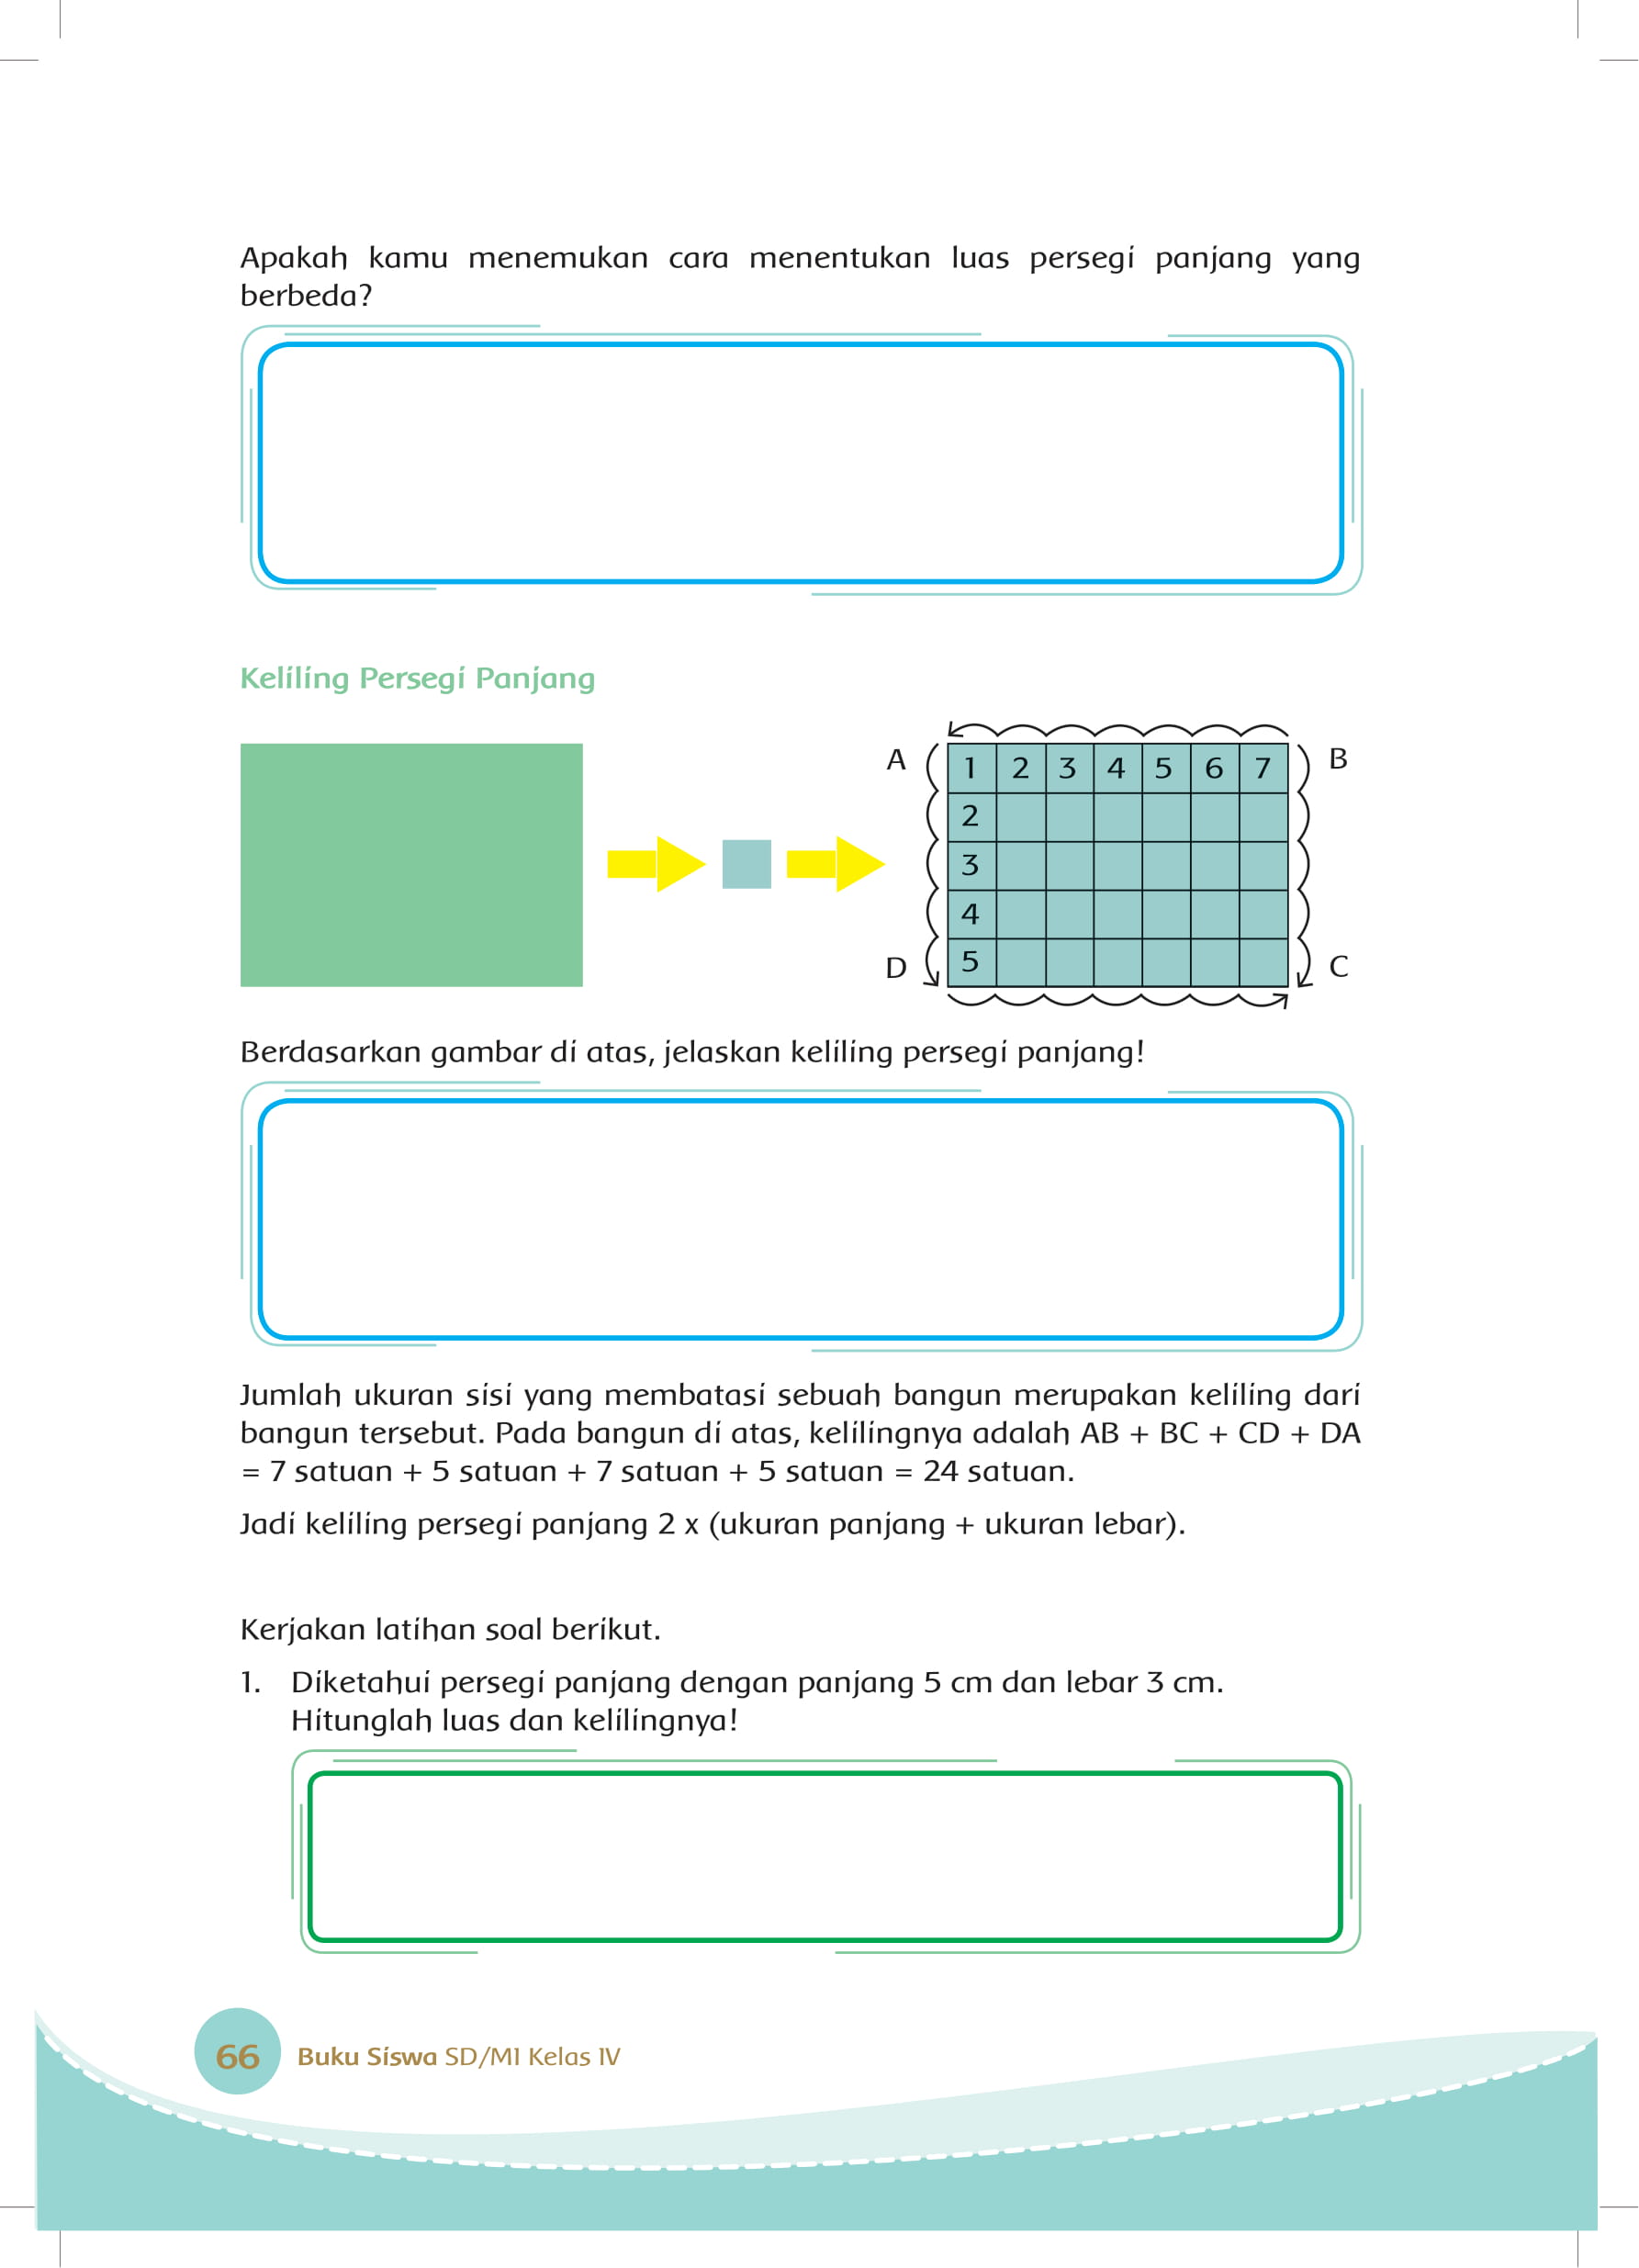 Apakah kamu menemukan cara menentukan luas persegi panjang yang
berbeda?
Keliling Persegi Panjang
A 1 2 3 4 5 6 7 B
2
3
4
D 5 C
Berdasarkan gambar di atas, jelaskan keliling persegi panjang!
Jumlah ukuran sisi yang membatasi sebuah bangun merupakan keliling dari
bangun tersebut. Pada bangun di atas, kelilingnya adalah AB + BC + CD + DA
= 7 satuan + 5 satuan + 7 satuan + 5 satuan = 24 satuan.
Jadi keliling persegi panjang 2 x (ukuran panjang + ukuran lebar).
Kerjakan latihan soal berikut.
1. Diketahui persegi panjang dengan panjang 5 cm dan lebar 3 cm.
Hitunglah luas dan kelilingnya!
66 Buku Siswa SD/MI Kelas IV